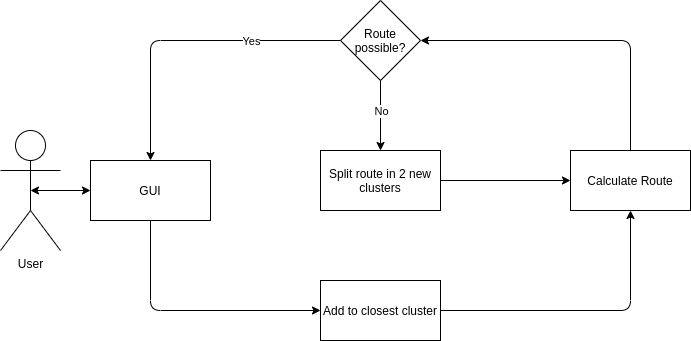 Route
possible?
Yes
No
Split route in 2 new
clusters
Calculate Route
GUI
User
Add to closest cluster